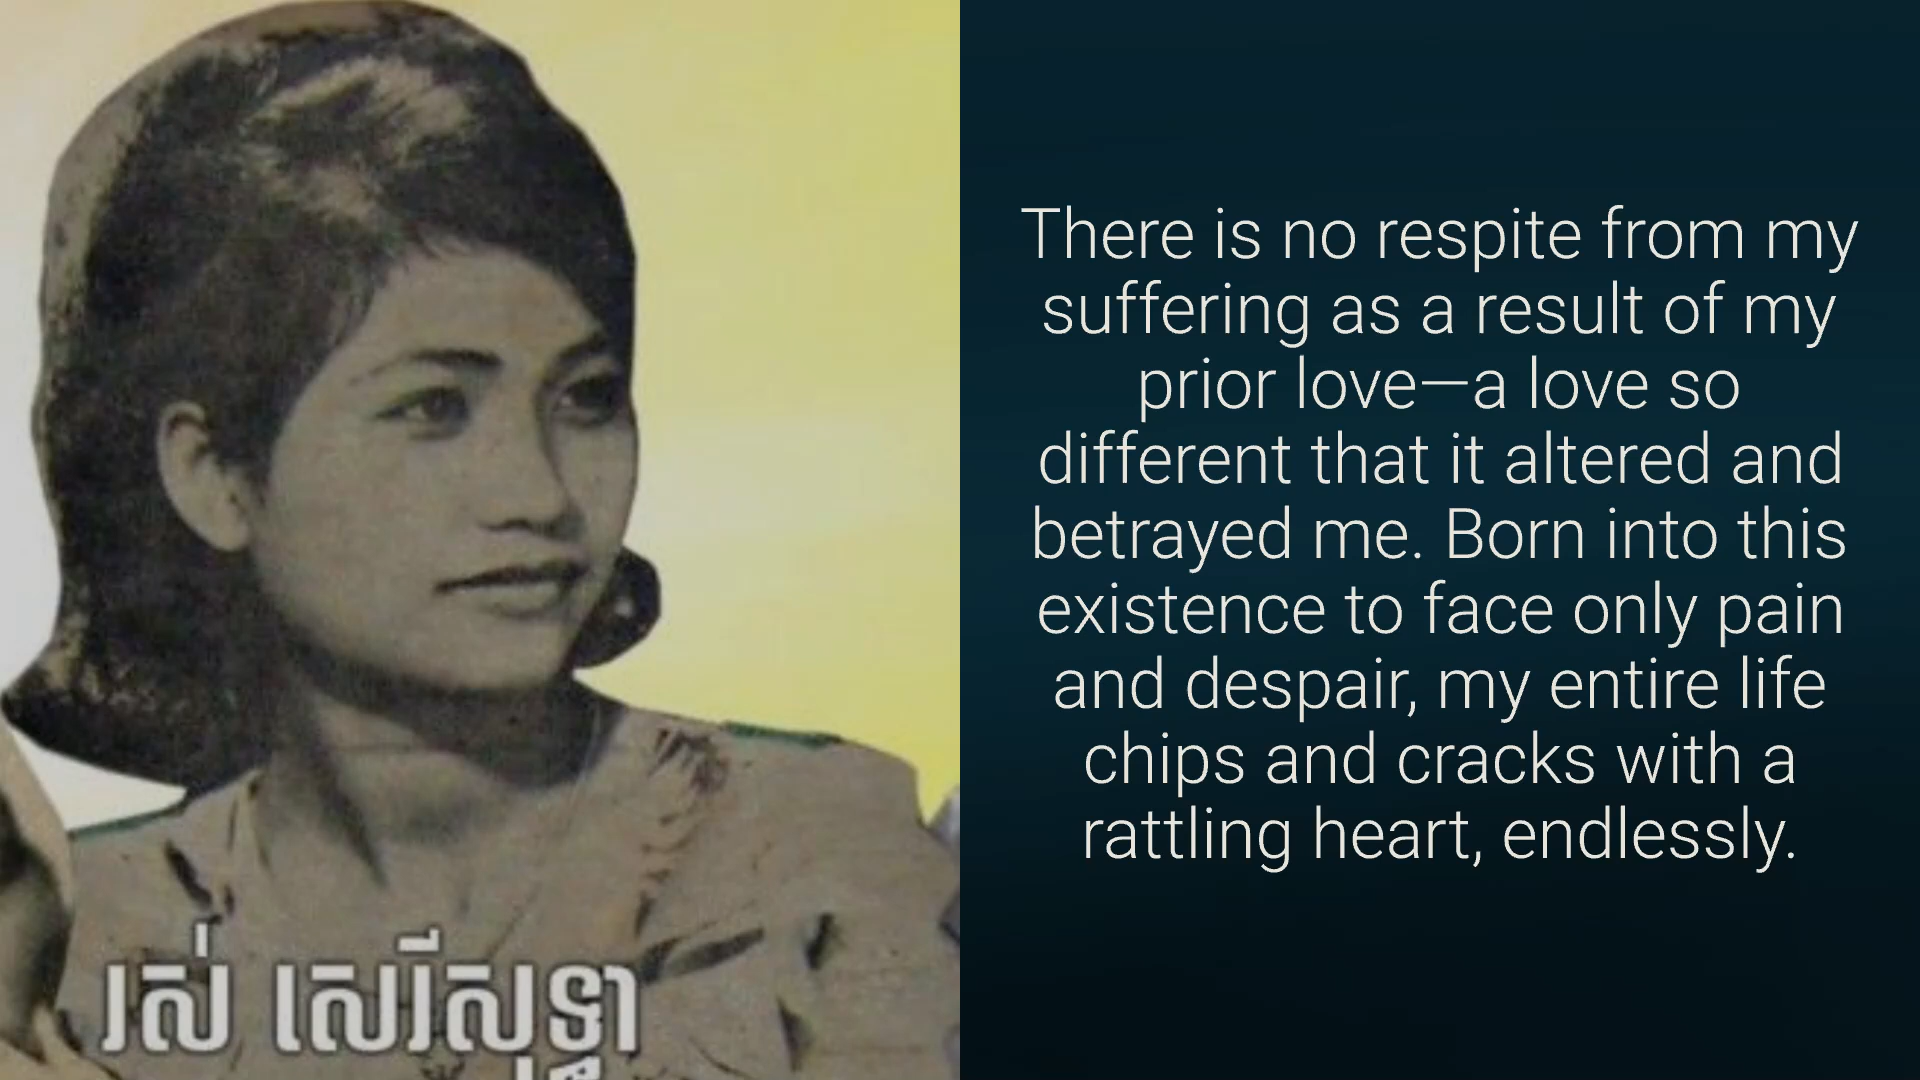 There is no respite from my
suffering as a result of my
prior love—a love so
different that it altered and
betrayed me. Born into this
existence to face only pain
and despair, my entire life
chips and cracks with a
rattling heart, endlessly.
រស់ សេរីសុទ្ធា